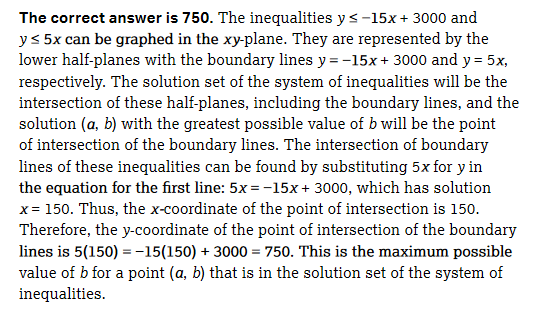 The correct answer is 750. The inequalities y ≤ −15x + 3000 and
y ≤ 5x can be graphed in the xy-plane. They are represented by the
lower half-planes with the boundary lines y = −15x + 3000 and y = 5x,
respectively. The solution set of the system of inequalities will be the
intersection of these half-planes, including the boundary lines, and the
solution (a, b) with the greatest possible value of b will be the point
of intersection of the boundary lines. The intersection of boundary
lines of these inequalities can be found by substituting 5x for y in
the equation for the first line: 5x = −15x + 3000, which has solution
x = 150. Thus, the x-coordinate of the point of intersection is 150.
Therefore, the y-coordinate of the point of intersection of the boundary
lines is 5(150) = −15(150) + 3000 = 750. This is the maximum possible
value of b for a point (a, b) that is in the solution set of the system of
inequalities.